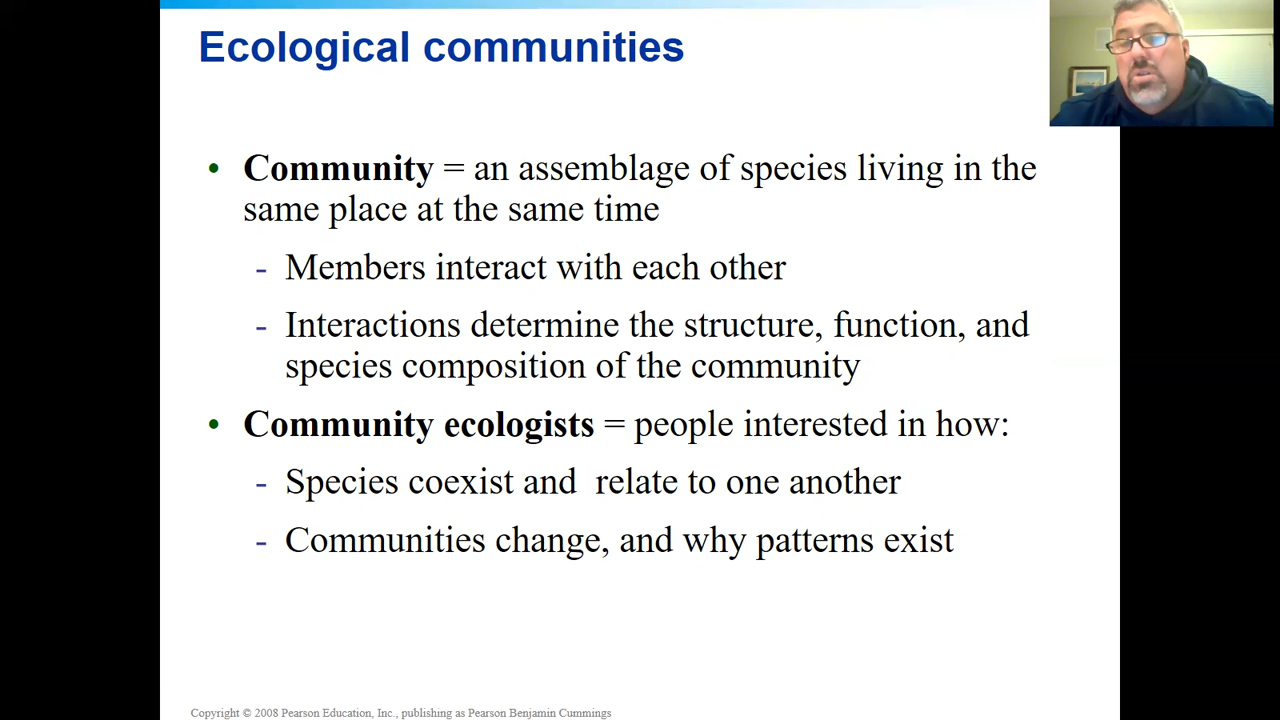 Ecological communities
• Community = an assemblage of species living in the
same place at the same time
- Members interact with each other
- Interactions determine the structure, function, and
species composition of the community
• Community ecologists = people interested in how:
- Species coexist and relate to one another
- Communities change, and why patterns exist
Copyright © 2008 Pearson Education, Inc., publishing as Pearson Benjamin Cummings